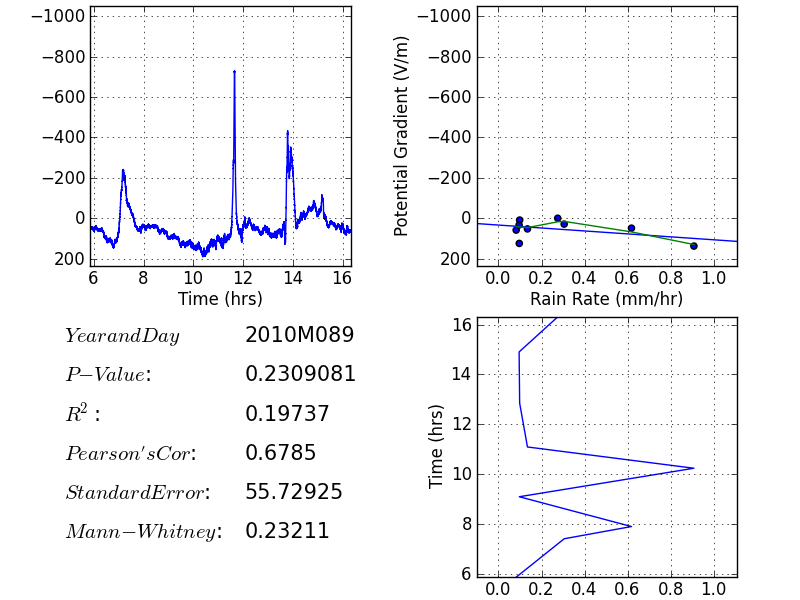 −1000
−800
−600
−400
−200
0
200
6 8 10 12 14 16
Time (hrs)
Potential Gradient (V/m)
−1000
−800
−600
−400
−200
0
200
0.0 0.2 0.4 0.6 0.8 1.0
Rain Rate (mm/hr)
YearandDay 2010M089
P−Value: 0.2309081
R²: 0.19737
Pearson'sCor: 0.6785
StandardError: 55.72925
Mann−Whitney: 0.23211
Time (hrs)
16
14
12
10
8
6
0.0 0.2 0.4 0.6 0.8 1.0